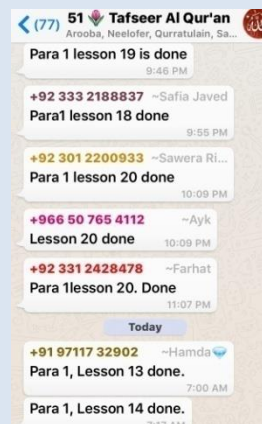 (77) 51 🌷 Tafseer Al Qur'an
Arooba, Neelofer, Qurratulain, Sa...
Para 1 lesson 19 is done
9:46 PM
+92 333 2188837 ~Safia Javed
Para1 lesson 18 done
9:55 PM
+92 301 2200933 ~Sawera Ri...
Para 1 lesson 20 done
10:09 PM
+966 50 765 4112 ~Ayk
Lesson 20 done 10:09 PM
+92 331 2428478 ~Farhat
Para 1lesson 20. Done
11:07 PM
Today
+91 97117 32902 ~Hamda💎
Para 1, Lesson 13 done.
7:00 AM
Para 1, Lesson 14 done.